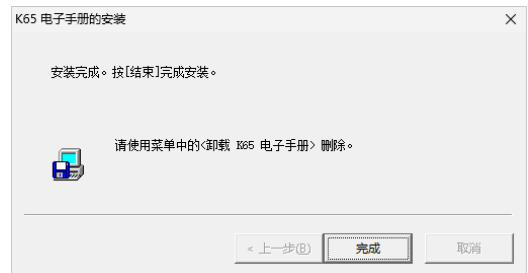 K65 电子手册的安装
安装完成。按[结束]完成安装。
请使用菜单中的<卸载 K65 电子手册> 删除。
< 上一步(B)
完成
取消